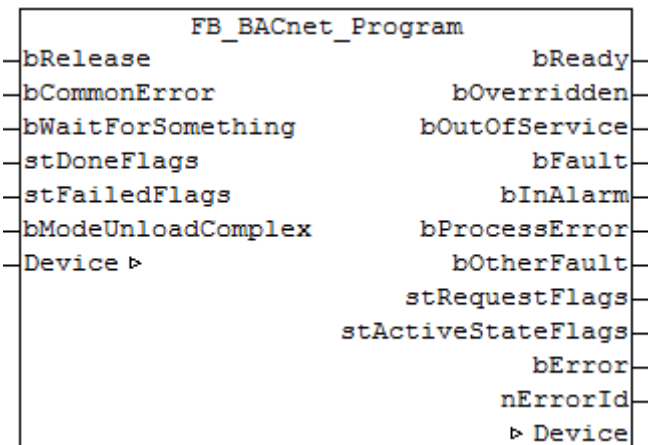 FB_BACnet_Program
bRelease bReady
bCommonError bOverridden
bWaitForSomething bOutOfService
stDoneFlags bFault
stFailedFlags bInAlarm
bModeUnloadComplex bProcessError
Device ▹ bOtherFault
stRequestFlags
stActiveStateFlags
bError
nErrorId
▹ Device